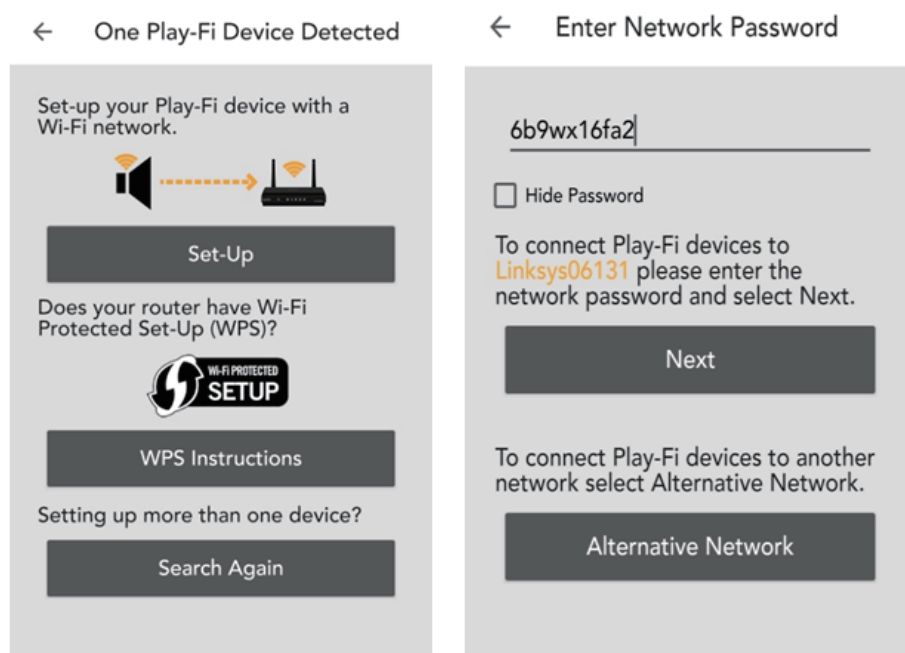 One Play-Fi Device Detected
Set-up your Play-Fi device with a
Wi-Fi network.
Set-Up
Does your router have Wi-Fi
Protected Set-Up (WPS)?
Wi-Fi PROTECTED
SETUP
WPS Instructions
Setting up more than one device?
Search Again
Enter Network Password
6b9wx16fa2
Hide Password
To connect Play-Fi devices to
Linksys06131 please enter the
network password and select Next.
Next
To connect Play-Fi devices to another
network select Alternative Network.
Alternative Network